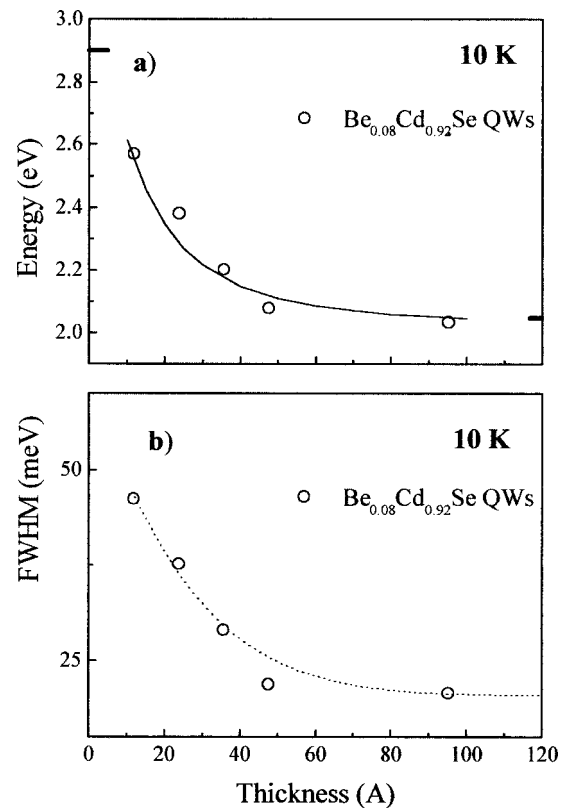 3.0
a)
10 K
2.8
Be0.08Cd0.92Se QWs
2.6
2.4
2.2
2.0
Energy (eV)
b)
10 K
50
Be0.08Cd0.92Se QWs
25
FWHM (meV)
0 20 40 60 80 100 120
Thickness (A)